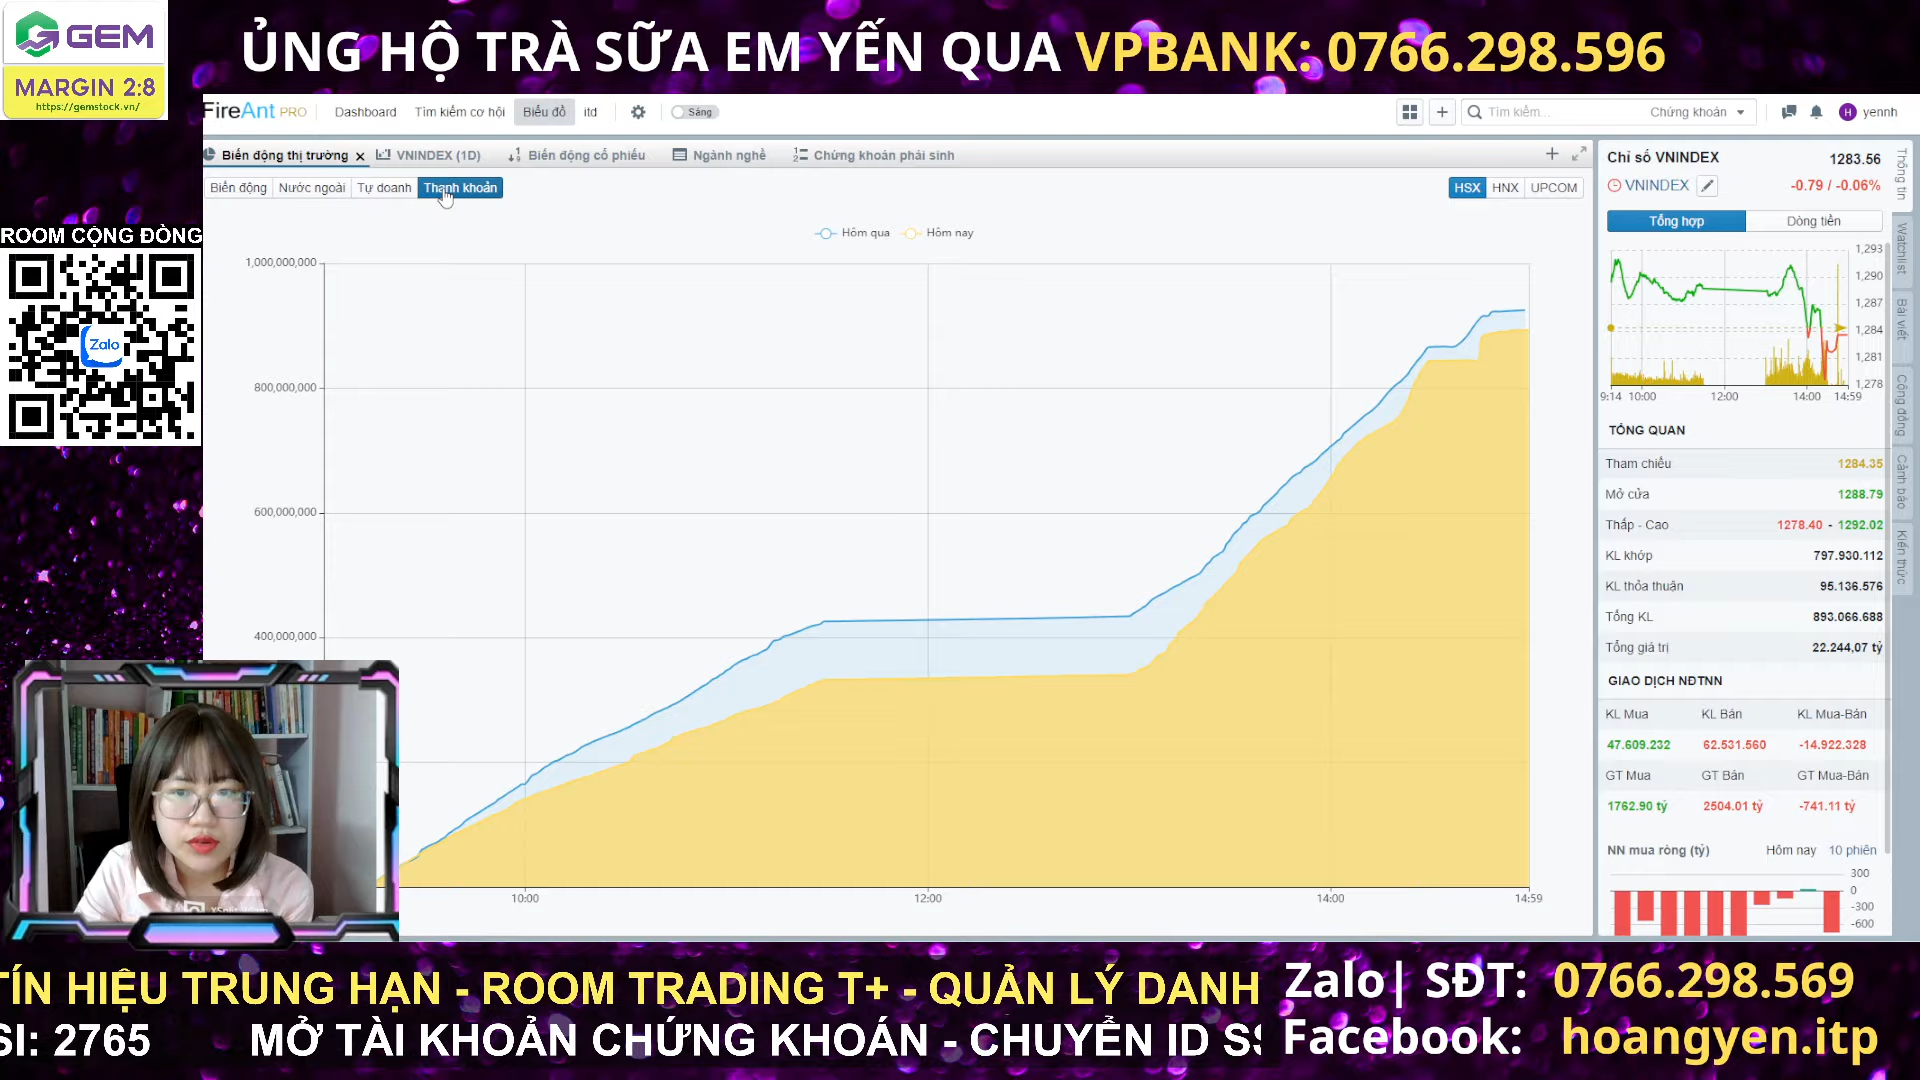 GEM
MARGIN 2:8
https://gemstock.vn/
ỦNG HỘ TRÀ SỮA EM YẾN QUA VPBANK: 0766.298.596
FireAnt PRO
Dashboard
Tìm kiếm cơ hội
Biểu đồ
itd
Sáng
Tìm kiếm...
Chứng khoán
H
yennh
Biến động thị trường
VNINDEX (1D)
Biến động cổ phiếu
Ngành nghề
Chứng khoán phái sinh
Biến động
Nước ngoài
Tự doanh
Thanh khoản
HSX
HNX
UPCOM
Hôm qua
Hôm nay
1,000,000,000
800,000,000
600,000,000
400,000,000
10:00
12:00
14:00
14:59
ROOM CỘNG ĐỒNG
Zalo
Chỉ số VNINDEX
1283.56
VNINDEX
-0.79 / -0.06%
Tổng hợp
Dòng tiền
1,293
1,290
1,287
1,284
1,281
1,278
9:14 10:00 12:00 14:00 14:59
TỔNG QUAN
Tham chiếu 1284.35
Mở cửa 1288.79
Thấp - Cao 1278.40 - 1292.02
KL khớp 797.930.112
KL thỏa thuận 95.136.576
Tổng KL 893.066.688
Tổng giá trị 22.244,07 tỷ
GIAO DỊCH NĐTNN
KL Mua KL Bán KL Mua-Bán
47.609.232 62.531.560 -14.922.328
GT Mua GT Bán GT Mua-Bán
1762.90 tỷ 2504.01 tỷ -741.11 tỷ
NN mua ròng (tỷ) Hôm nay 10 phiên
300
0
-300
-600
Thông tin
Watchlist
Bài viết
Cộng đồng
Cảnh báo
Kiến thức
TÍN HIỆU TRUNG HẠN - ROOM TRADING T+ - QUẢN LÝ DANH
SI: 2765 MỞ TÀI KHOẢN CHỨNG KHOÁN - CHUYỂN ID
Zalo| SĐT: 0766.298.569
Facebook: hoangyen.itp